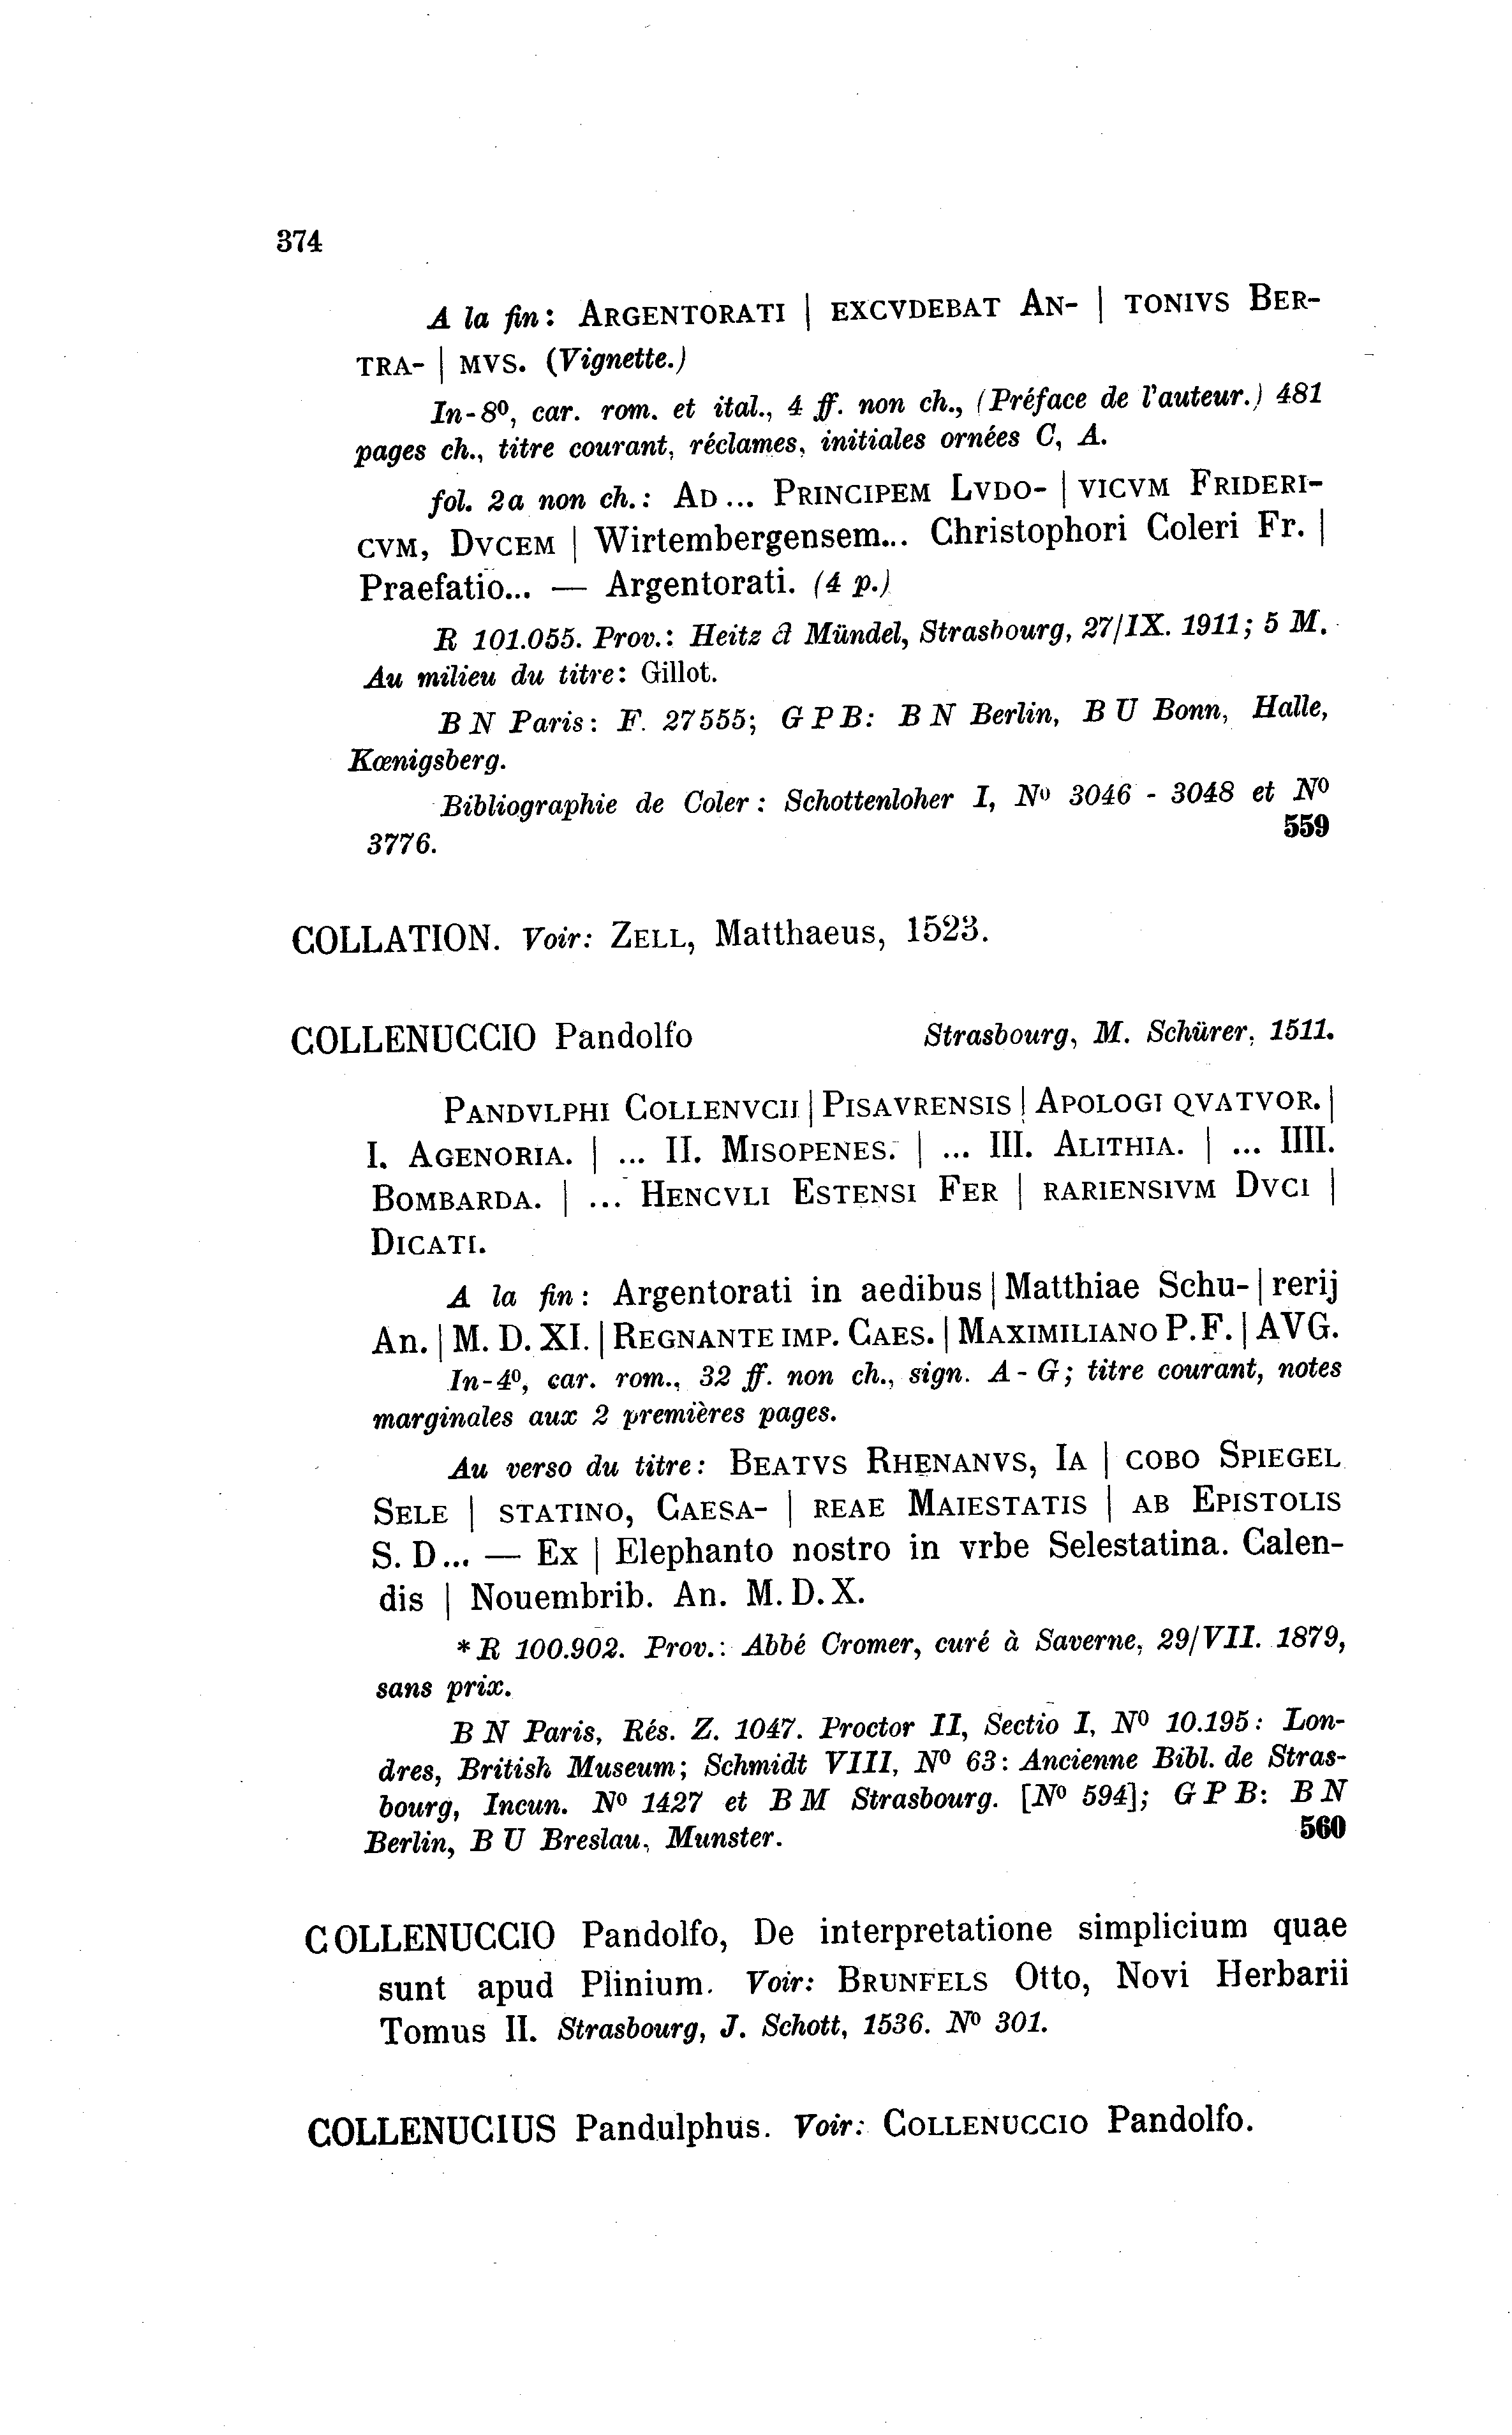 374
A la fin: ARGENTORATI | EXCVDEBAT AN- | TONIVS BER-
TRA- | MVS. (Vignette.)
In-8⁰, car. rom. et ital., 4 ff. non ch., (Préface de l'auteur.) 481
pages ch., titre courant, réclames, initiales ornées C, A.
fol. 2a non ch.: AD... PRINCIPEM LVDO- | VICVM FRIDERI-
CVM, DVCEM | Wirtembergensem... Christophori Coleri Fr. |
Praefatio... — Argentorati. (4 p.)
R 101.055. Prov.: Heitz & Mündel, Strasbourg, 27/IX. 1911; 5 M.
Au milieu du titre: Gillot.
B N Paris: F. 27555; G P B: B N Berlin, B U Bonn, Halle,
Kœnigsberg.
Bibliographie de Coler: Schottenloher I, N⁰ 3046 - 3048 et N⁰
3776. 559
COLLATION. Voir: ZELL, Matthaeus, 1523.
COLLENUCCIO Pandolfo Strasbourg, M. Schürer, 1511.
PANDVLPHI COLLENVCII | PISAVRENSIS | APOLOGI QVATVOR. |
I. AGENORIA. | ... II. MISOPENES. | ... III. ALITHIA. | ... IIII.
BOMBARDA. | ... HENCVLI ESTENSI FER | RARIENSIVM DVCI |
DICATI.
A la fin: Argentorati in aedibus | Matthiae Schu- | rerij
An. | M. D. XI. | REGNANTE IMP. CAES. | MAXIMILIANO P. F. | AVG.
In-4⁰, car. rom., 32 ff. non ch., sign. A - G; titre courant, notes
marginales aux 2 premières pages.
Au verso du titre: BEATVS RHENANVS, IA | COBO SPIEGEL
SELE | STATINO, CAESA- | REAE MAIESTATIS | AB EPISTOLIS
S. D... — Ex | Elephanto nostro in vrbe Selestatina. Calen-
dis | Nouembrib. An. M. D. X.
* R 100.902. Prov.: Abbé Cromer, curé à Saverne, 29/VII. 1879,
sans prix.
B N Paris, Rés. Z. 1047. Proctor II, Sectio I, N⁰ 10.195: Lon-
dres, British Museum; Schmidt VIII, N⁰ 63: Ancienne Bibl. de Stras-
bourg, Incun. N⁰ 1427 et B M Strasbourg. [N⁰ 594]; G P B: B N
Berlin, B U Breslau, Munster. 560
COLLENUCCIO Pandolfo, De interpretatione simplicium quae
sunt apud Plinium. Voir: BRUNFELS Otto, Novi Herbarii
Tomus II. Strasbourg, J. Schott, 1536. N⁰ 301.
COLLENUCIUS Pandulphus. Voir: COLLENUCCIO Pandolfo.